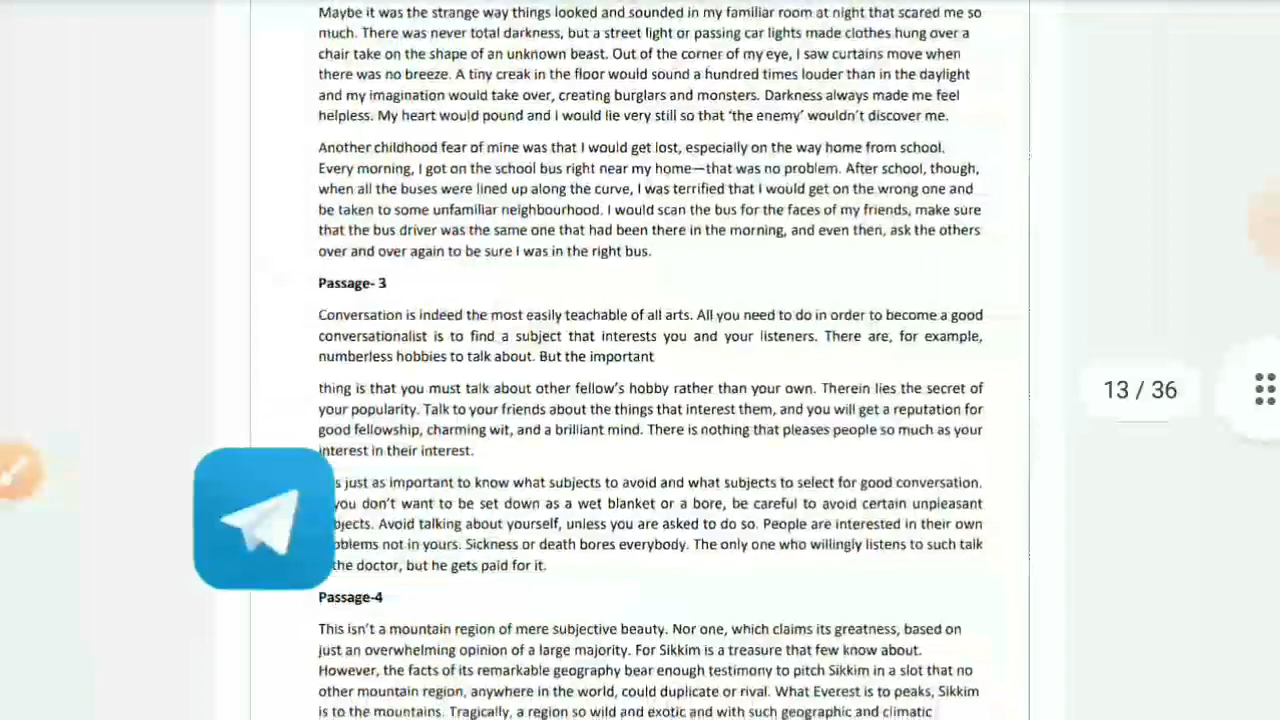 Maybe it was the strange way things looked and sounded in my familiar room at night that scared me so
much. There was never total darkness, but a street light or passing car lights made clothes hung over a
chair take on the shape of an unknown beast. Out of the corner of my eye, I saw curtains move when
there was no breeze. A tiny creak in the floor would sound a hundred times louder than in the daylight
and my imagination would take over, creating burglars and monsters. Darkness always made me feel
helpless. My heart would pound and I would lie very still so that ‘the enemy’ wouldn’t discover me.
Another childhood fear of mine was that I would get lost, especially on the way home from school.
Every morning, I got on the school bus right near my home—that was no problem. After school, though,
when all the buses were lined up along the curve, I was terrified that I would get on the wrong one and
be taken to some unfamiliar neighbourhood. I would scan the bus for the faces of my friends, make sure
that the bus driver was the same one that had been there in the morning, and even then, ask the others
over and over again to be sure I was in the right bus.
Passage- 3
Conversation is indeed the most easily teachable of all arts. All you need to do in order to become a good
conversationalist is to find a subject that interests you and your listeners. There are, for example,
numberless hobbies to talk about. But the important
thing is that you must talk about other fellow’s hobby rather than your own. Therein lies the secret of
your popularity. Talk to your friends about the things that interest them, and you will get a reputation for
good fellowship, charming wit, and a brilliant mind. There is nothing that pleases people so much as your
interest in their interest.
just as important to know what subjects to avoid and what subjects to select for good conversation.
you don’t want to be set down as a wet blanket or a bore, be careful to avoid certain unpleasant
Avoid talking about yourself, unless you are asked to do so. People are interested in their own
not in yours. Sickness or death bores everybody. The only one who willingly listens to such talk
the doctor, but he gets paid for it.
Passage-4
This isn’t a mountain region of mere subjective beauty. Nor one, which claims its greatness, based on
just an overwhelming opinion of a large majority. For Sikkim is a treasure that few know about.
However, the facts of its remarkable geography bear enough testimony to pitch Sikkim in a slot that no
other mountain region, anywhere in the world, could duplicate or rival. What Everest is to peaks, Sikkim
is to the mountains. Tragically, a region so wild and exotic and with such geographic and climatic
13 / 36